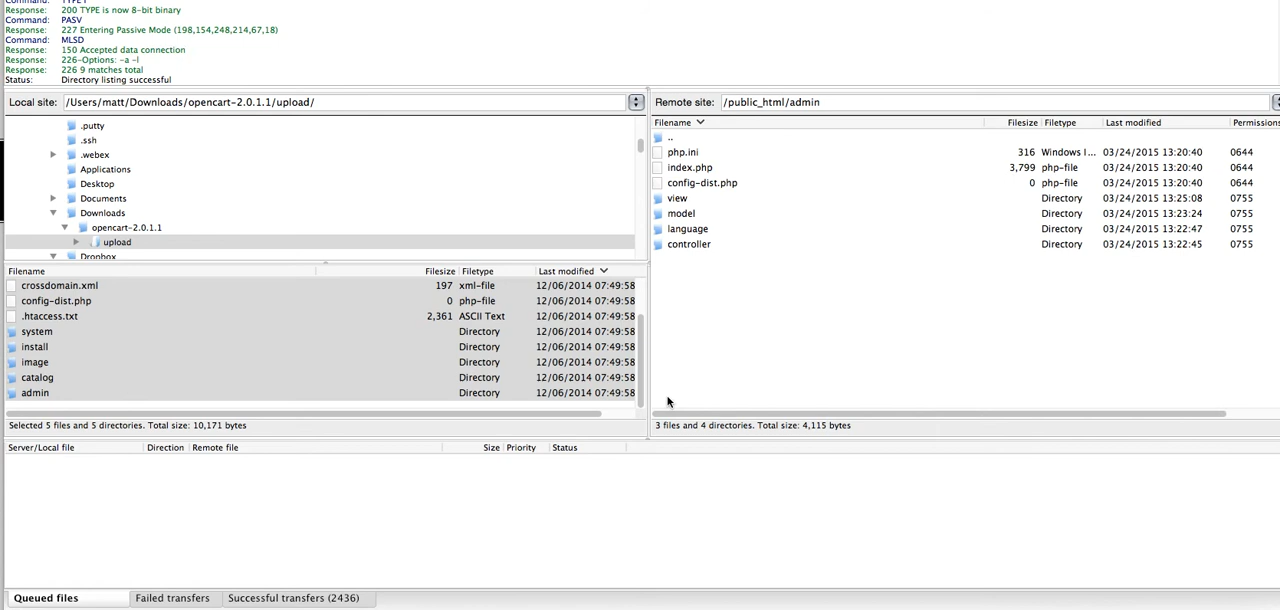 Response: 200 TYPE is now 8-bit binary
Command: PASV
Response: 227 Entering Passive Mode (198,154,248,214,67,18)
Command: MLSD
Response: 150 Accepted data connection
Response: 226-Options: -a -l
Response: 226 9 matches total
Status: Directory listing successful
Local site: /Users/matt/Downloads/opencart-2.0.1.1/upload/
Remote site: /public_html/admin
.putty
.ssh
.webex
Applications
Desktop
Documents
Downloads
opencart-2.0.1.1
upload
Dropbox
Filename Filesize Filetype Last modified
crossdomain.xml 197 xml-file 12/06/2014 07:49:58
config-dist.php 0 php-file 12/06/2014 07:49:58
.htaccess.txt 2,361 ASCII Text 12/06/2014 07:49:58
system Directory 12/06/2014 07:49:58
install Directory 12/06/2014 07:49:58
image Directory 12/06/2014 07:49:58
catalog Directory 12/06/2014 07:49:58
admin Directory 12/06/2014 07:49:58
Selected 5 files and 5 directories. Total size: 10,171 bytes
Filename Filesize Filetype Last modified Permissions
..
php.ini 316 Windows I... 03/24/2015 13:20:40 0644
index.php 3,799 php-file 03/24/2015 13:20:40 0644
config-dist.php 0 php-file 03/24/2015 13:20:40 0644
view Directory 03/24/2015 13:25:08 0755
model Directory 03/24/2015 13:23:24 0755
language Directory 03/24/2015 13:22:47 0755
controller Directory 03/24/2015 13:22:45 0755
3 files and 4 directories. Total size: 4,115 bytes
Server/Local file Direction Remote file Size Priority Status
Queued files Failed transfers Successful transfers (2436)